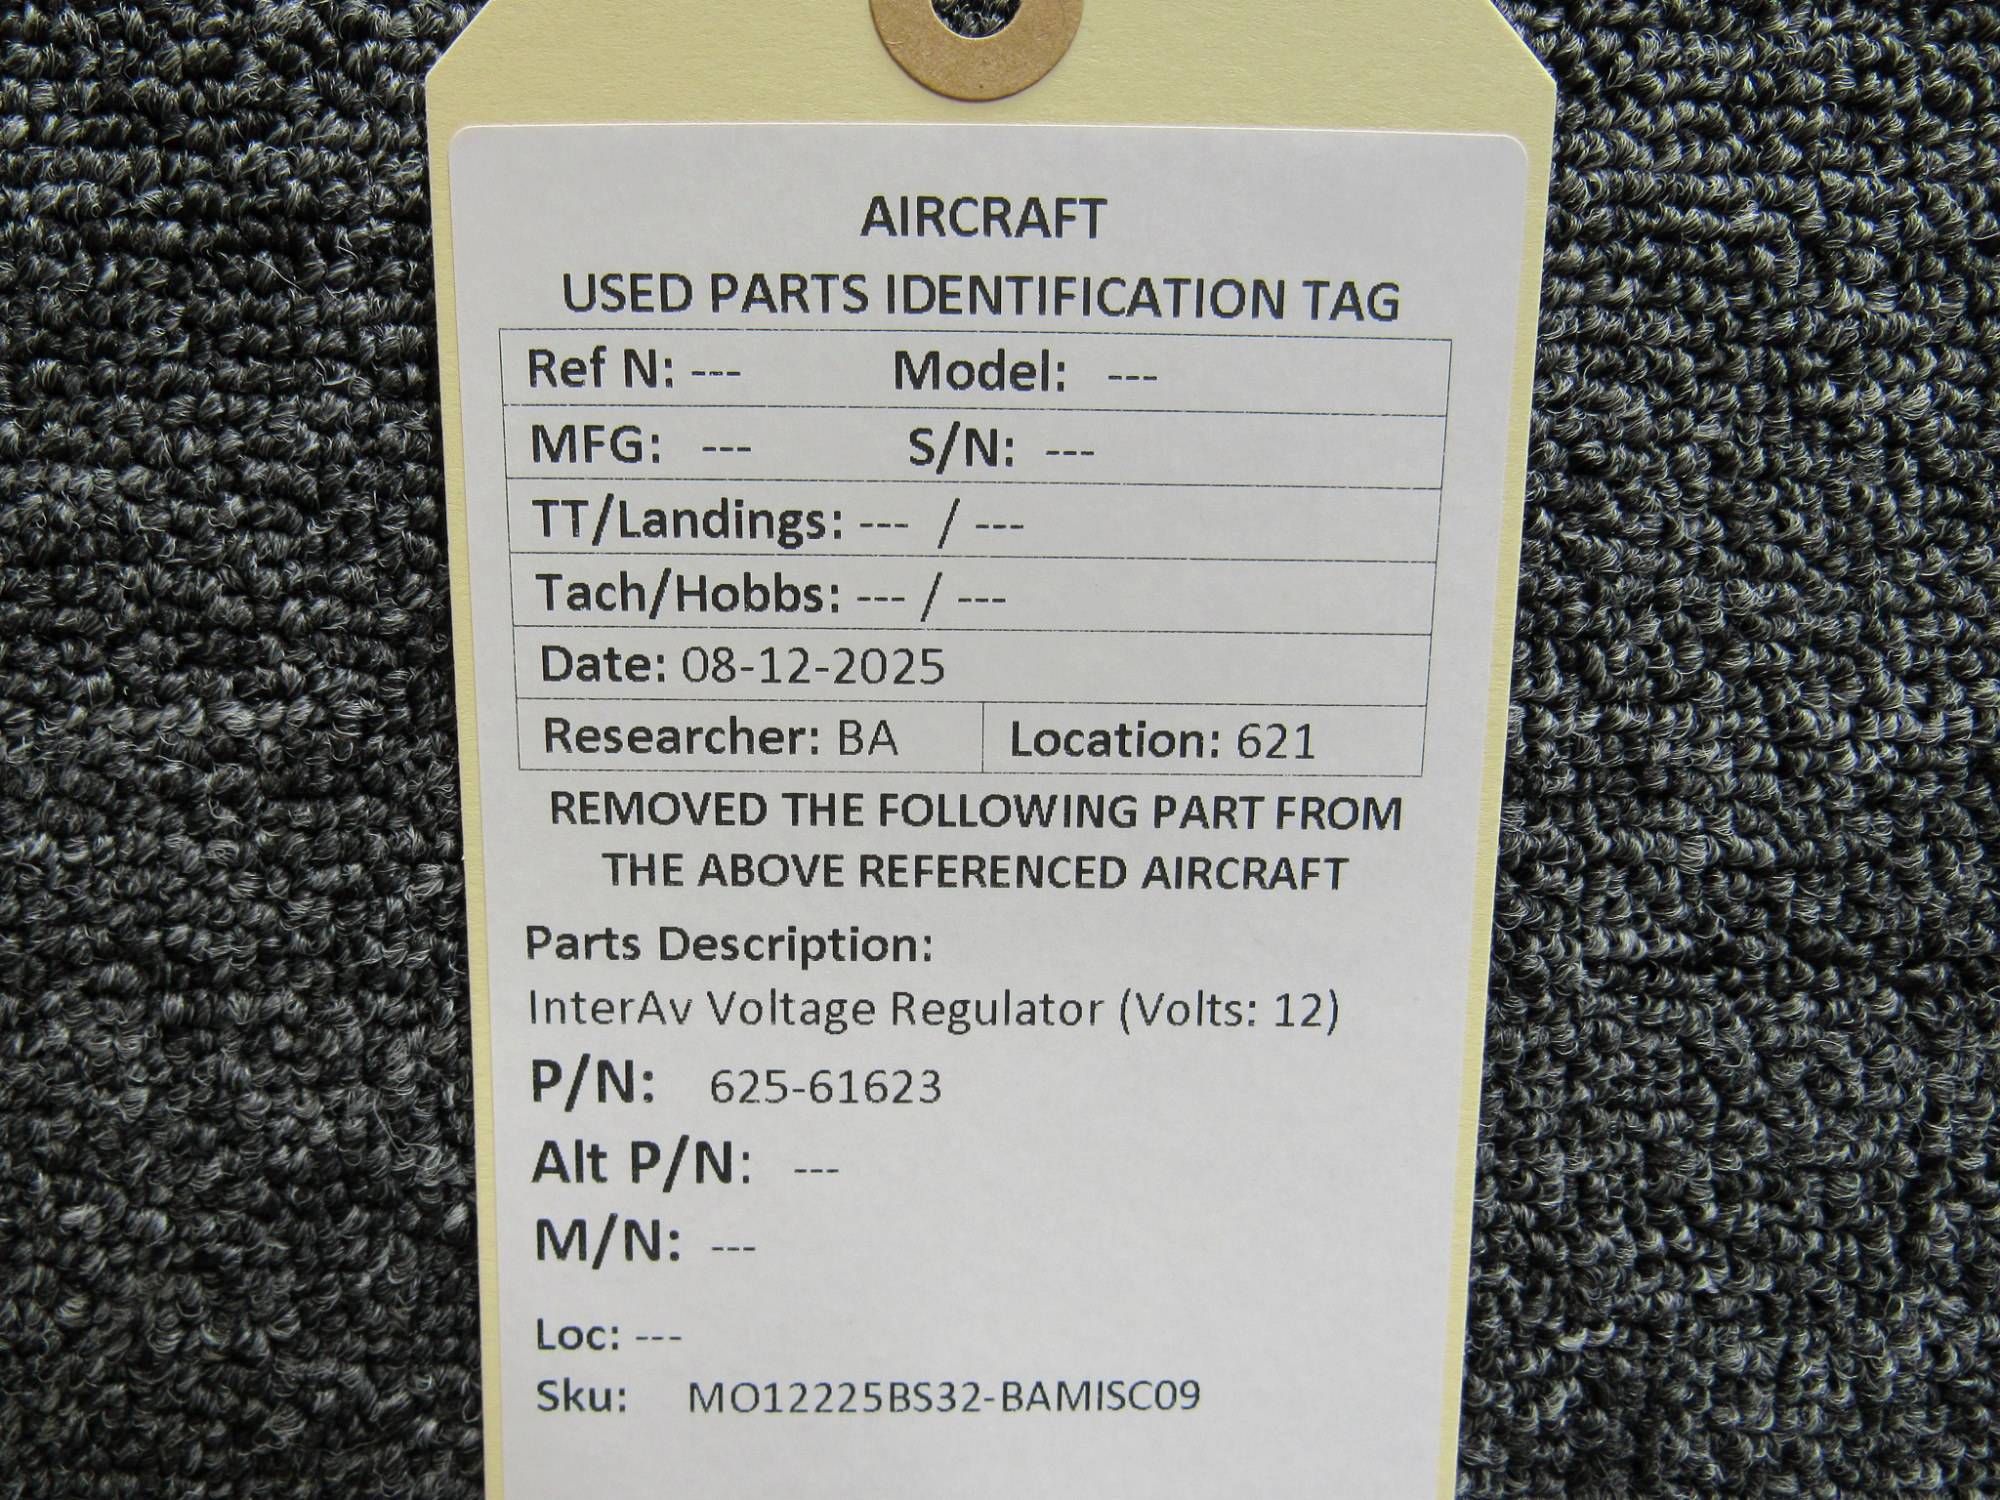 AIRCRAFT
USED PARTS IDENTIFICATION TAG
Ref N: --- Model: ---
MFG: --- S/N: ---
TT/Landings: --- / ---
Tach/Hobbs: --- / ---
Date: 08-12-2025
Researcher: BA Location: 621
REMOVED THE FOLLOWING PART FROM
THE ABOVE REFERENCED AIRCRAFT
Parts Description:
InterAv Voltage Regulator (Volts: 12)
P/N: 625-61623
Alt P/N: ---
M/N: ---
Loc: ---
Sku: MO12225BS32-BAMISC09